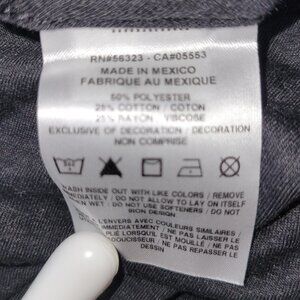 RN#56323 - CA#05553
MADE IN MEXICO
FABRIQUE AU MEXIQUE
50% POLYESTER
25% COTTON / COTON
25% RAYON / VISCOSE
EXCLUSIVE OF DECORATION / DECORATION
NON COMPRISE
WASH INSIDE OUT WITH LIKE COLORS / REMOVE
IMMEDIATELY / DO NOT ALLOW TO LAY ON ITSELF
WHEN WET / DO NOT USE SOFTENERS / DO NOT
IRON DESIGN
A L'ENVERS AVEC COULEURS SIMILAIRES /
IMMEDIATEMENT / NE PAS LAISSER LE
PLIE LORSQU'IL EST MOUILLE / NE PAS
ADOUCISSEUR / NE PAS REPASSER LE
DESSIN